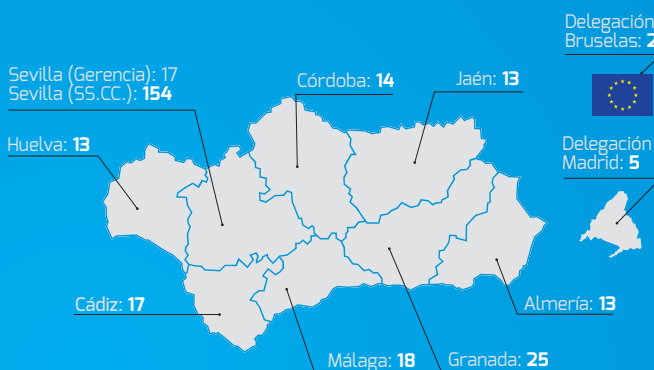 Delegación
Bruselas: 2
Sevilla (Gerencia): 17
Sevilla (SS.CC.): 154
Córdoba: 14
Jaén: 13
Huelva: 13
Delegación
Madrid: 5
Cádiz: 17
Almería: 13
Málaga: 18
Granada: 25